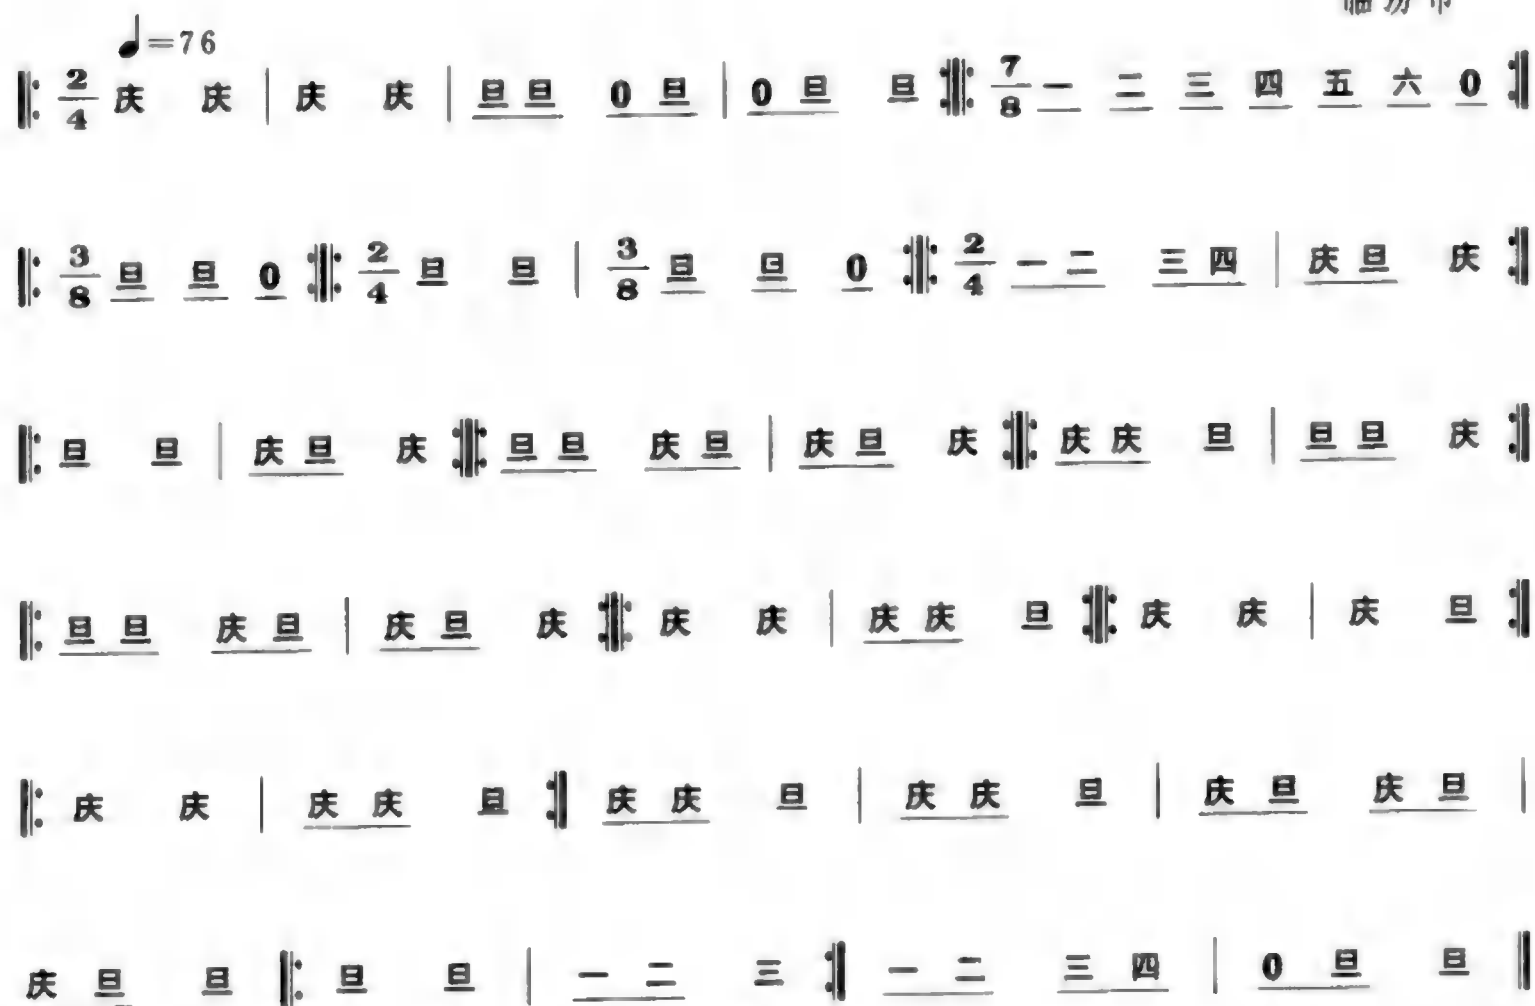 临汾市
♩=76
‖: 2/4 庆 庆 | 庆 庆 | 旦旦 0旦 | 0旦 旦 :‖: 7/8 一 二 三 四 五 六 0 :‖
‖: 3/8 旦 旦 0 :‖: 2/4 旦 旦 | 3/8 旦 旦 0 :‖: 2/4 一二 三四 | 庆旦 庆 :‖
‖: 旦 旦 | 庆旦 庆 :‖: 旦旦 庆旦 | 庆旦 庆 :‖: 庆庆 旦 | 旦旦 庆 :‖
‖: 旦旦 庆旦 | 庆旦 庆 :‖: 庆 庆 | 庆庆 旦 :‖: 庆 庆 | 庆 旦 :‖
‖: 庆 庆 | 庆庆 旦 :‖ 庆庆 旦 | 庆庆 旦 | 庆旦 庆旦 |
庆旦 旦 ‖: 旦 旦 | 一二 三 :‖ 一二 三四 | 0旦 旦 ‖